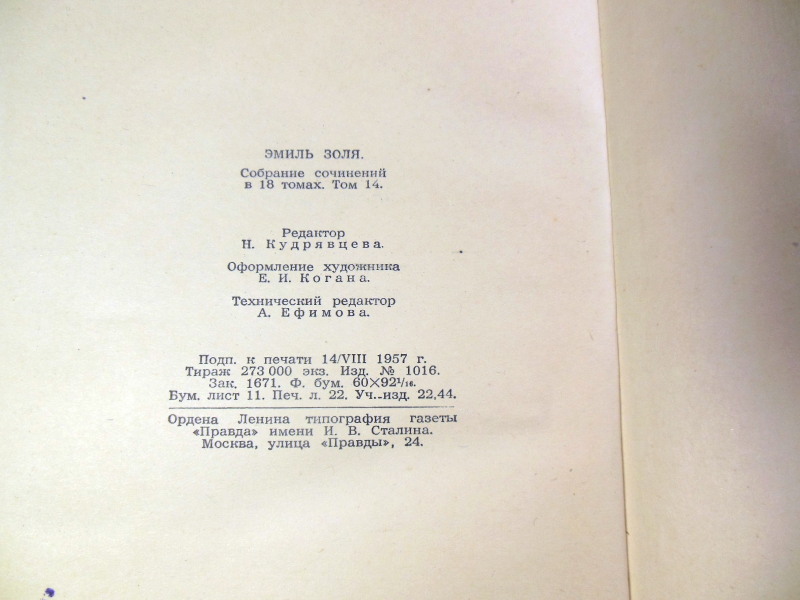 ЭМИЛЬ ЗОЛЯ.
Собрание сочинений
в 18 томах. Том 14.
Редактор
Н. Кудрявцева.
Оформление художника
Е. И. Когана.
Технический редактор
А. Ефимова.
Подп. к печати 14/VIII 1957 г.
Тираж 273 000 экз. Изд. № 1016.
Зак. 1671. Ф. бум. 60×92¹/₁₆.
Бум. лист 11. Печ. л. 22. Уч.-изд. 22,44.
Ордена Ленина типография газеты
«Правда» имени И. В. Сталина.
Москва, улица «Правды», 24.